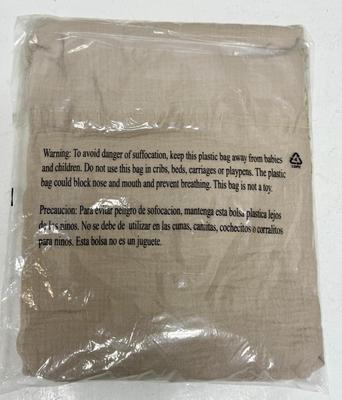 Warning: To avoid danger of suffocation, keep this plastic bag away from babies
and children. Do not use this bag in cribs, beds, carriages or playpens. The plastic
bag could block nose and mouth and prevent breathing. This bag is not a toy.
Precaucion: Para evitar peligro de sofocacion, mantenga esta bolsa plastica lejos
de los ninos. No se debe de utilizar en las cunas, camitas, cochecitos o corralitos
para ninos. Esta bolsa no es un juguete.